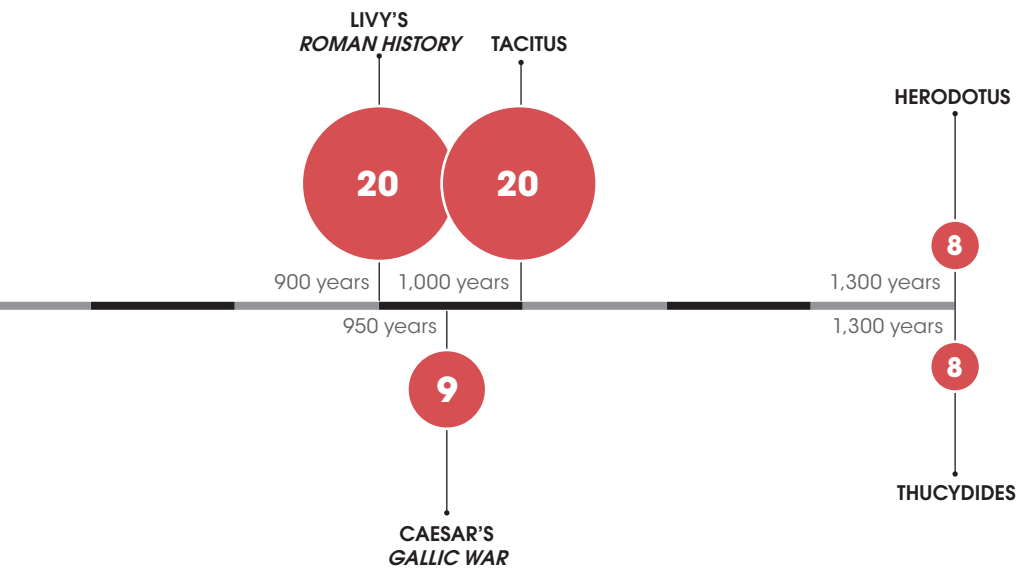 LIVY'S
ROMAN HISTORY
TACITUS
HERODOTUS
20
20
8
900 years
1,000 years
1,300 years
950 years
1,300 years
9
8
THUCYDIDES
CAESAR'S
GALLIC WAR